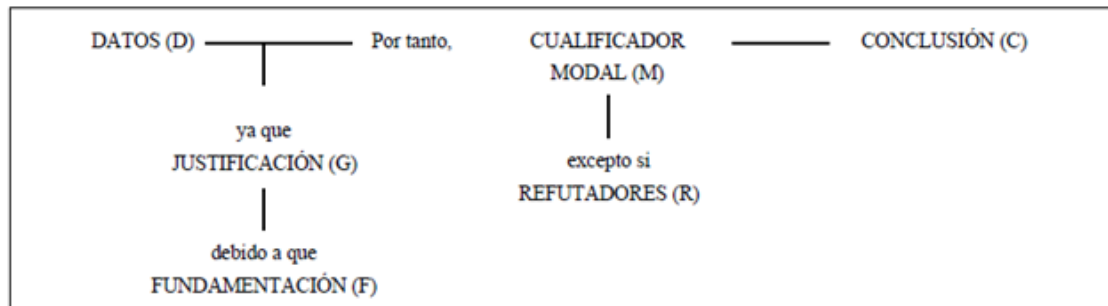 DATOS (D) Por tanto, CUALIFICADOR CONCLUSIÓN (C)
MODAL (M)
ya que
JUSTIFICACIÓN (G)
excepto si
REFUTADORES (R)
debido a que
FUNDAMENTACIÓN (F)